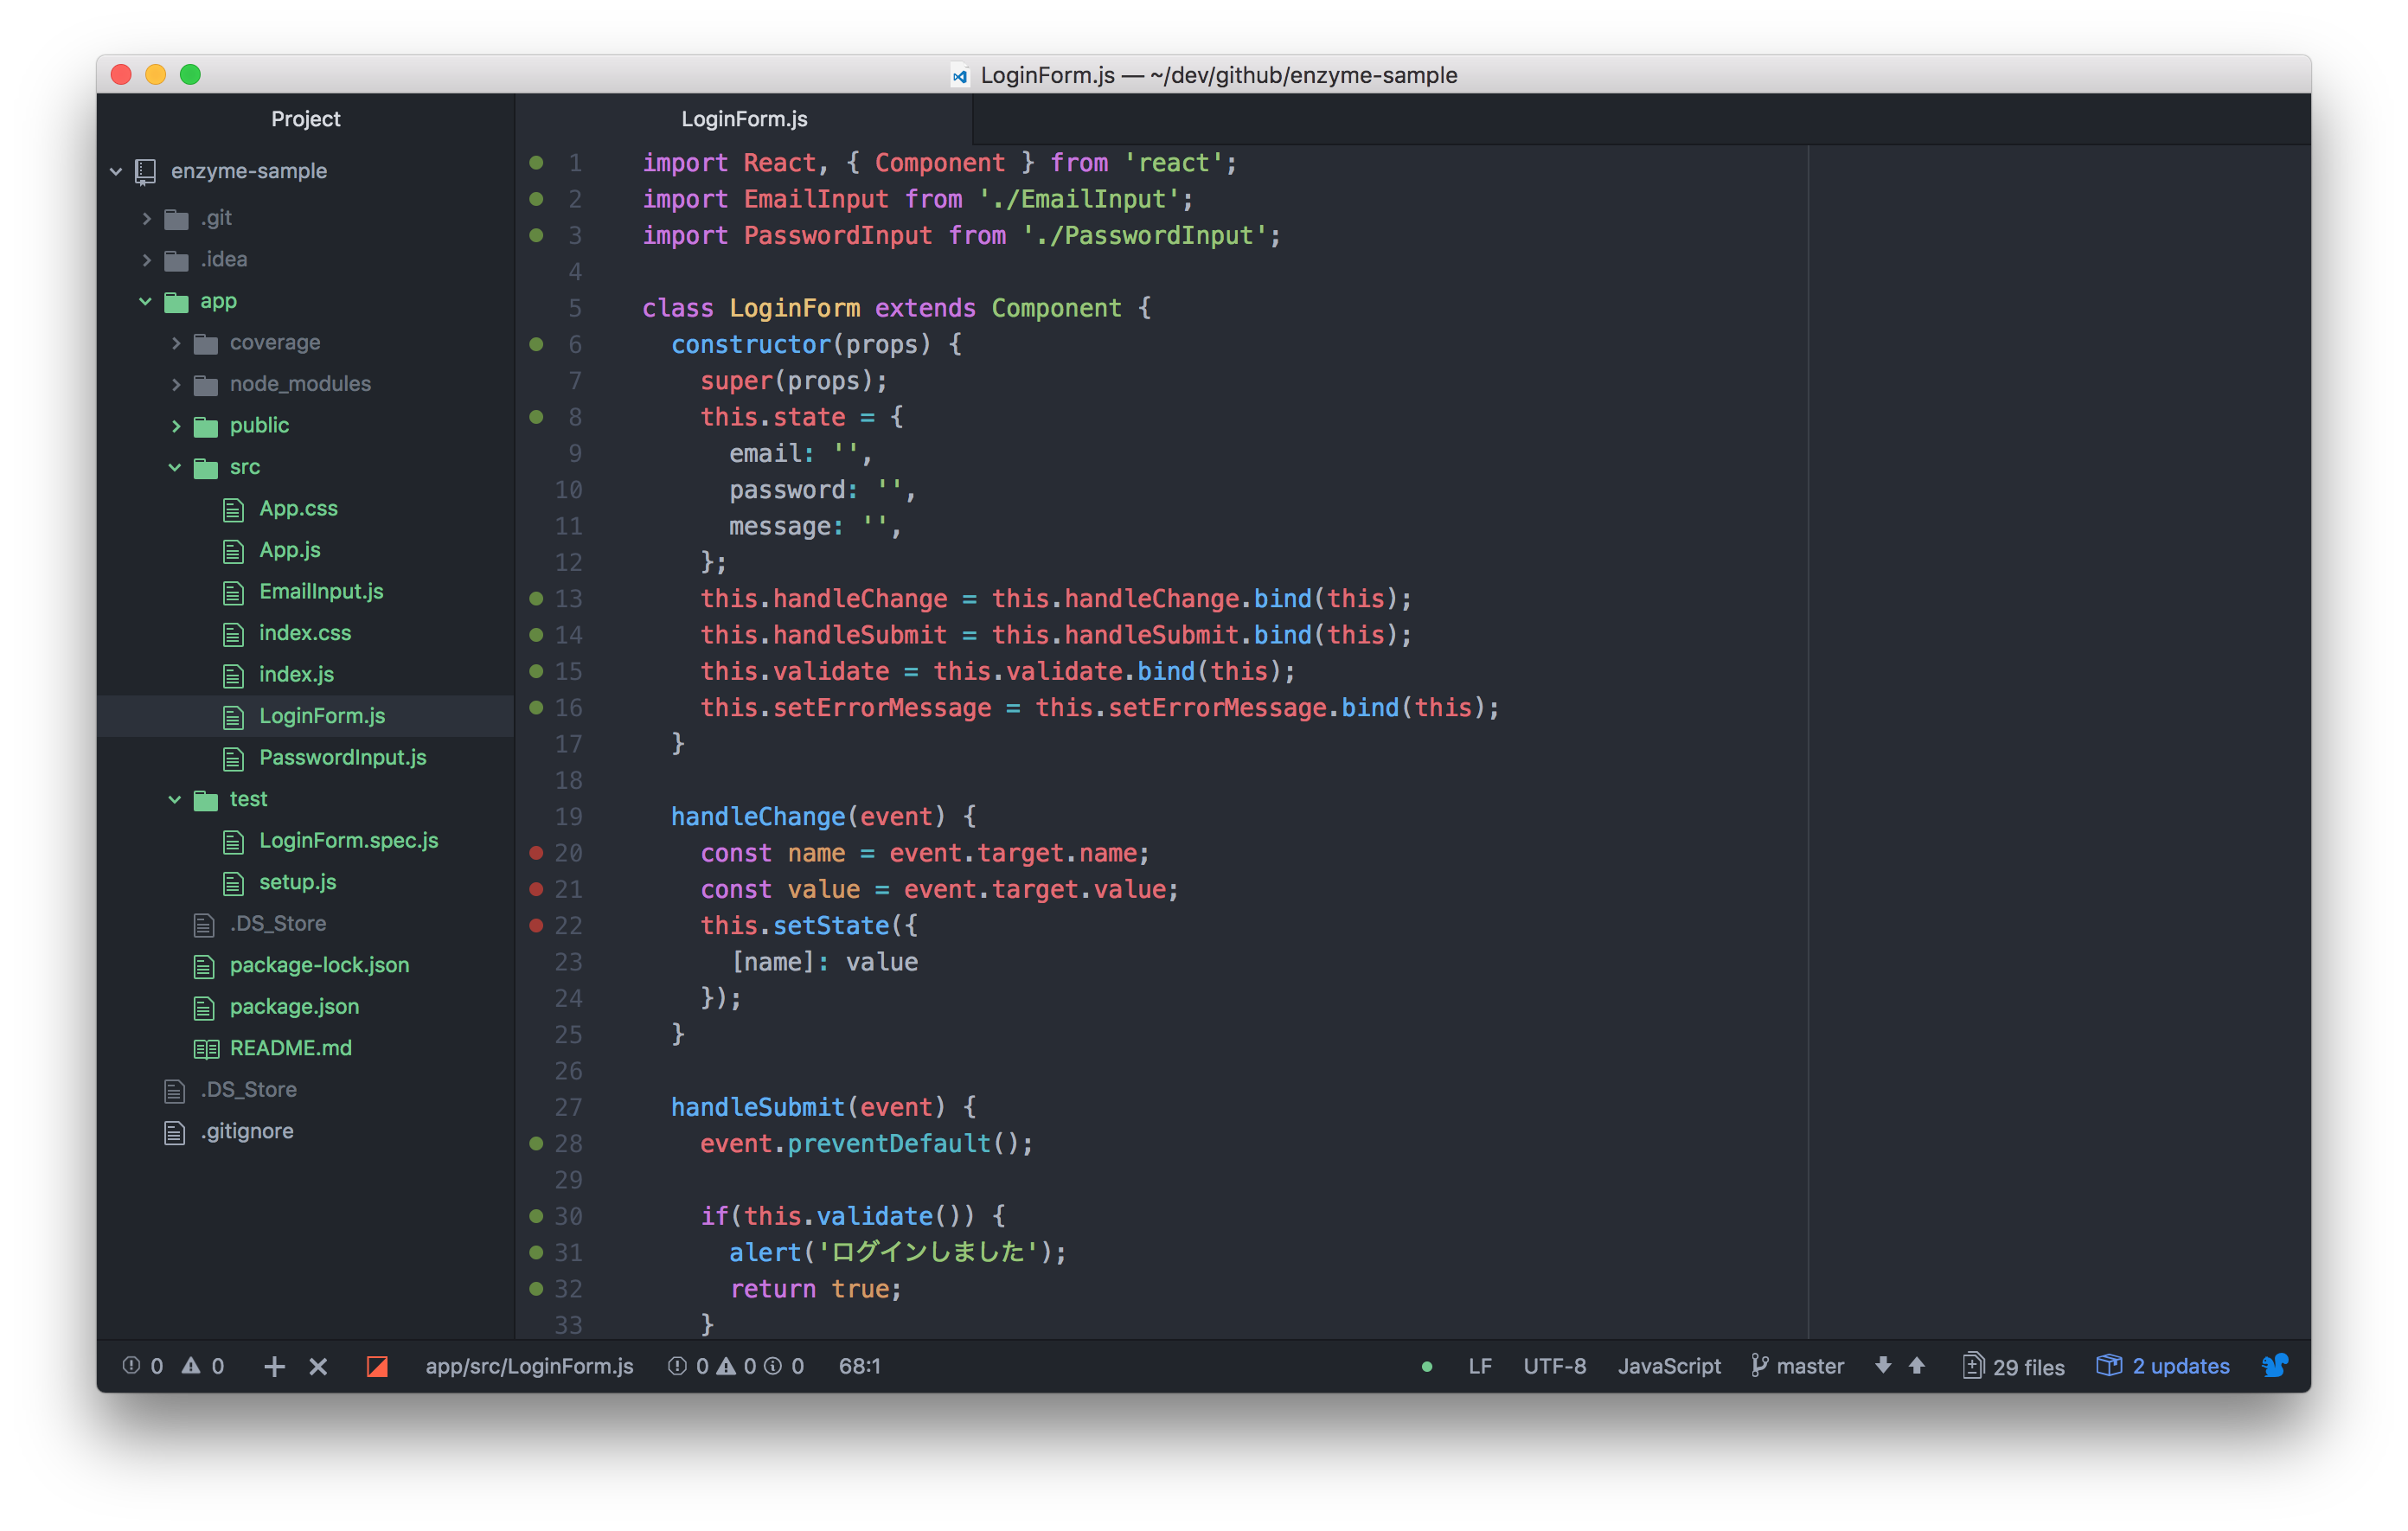 LoginForm.js — ~/dev/github/enzyme-sample
Project
enzyme-sample
.git
.idea
app
coverage
node_modules
public
src
App.css
App.js
EmailInput.js
index.css
index.js
LoginForm.js
PasswordInput.js
test
LoginForm.spec.js
setup.js
.DS_Store
package-lock.json
package.json
README.md
.DS_Store
.gitignore
LoginForm.js
1 import React, { Component } from 'react';
2 import EmailInput from './EmailInput';
3 import PasswordInput from './PasswordInput';
4
5 class LoginForm extends Component {
6 constructor(props) {
7 super(props);
8 this.state = {
9 email: '',
10 password: '',
11 message: '',
12 };
13 this.handleChange = this.handleChange.bind(this);
14 this.handleSubmit = this.handleSubmit.bind(this);
15 this.validate = this.validate.bind(this);
16 this.setErrorMessage = this.setErrorMessage.bind(this);
17 }
18
19 handleChange(event) {
20 const name = event.target.name;
21 const value = event.target.value;
22 this.setState({
23 [name]: value
24 });
25 }
26
27 handleSubmit(event) {
28 event.preventDefault();
29
30 if(this.validate()) {
31 alert('ログインしました');
32 return true;
33 }
0 0 app/src/LoginForm.js 0 0 0 68:1 LF UTF-8 JavaScript master 29 files 2 updates